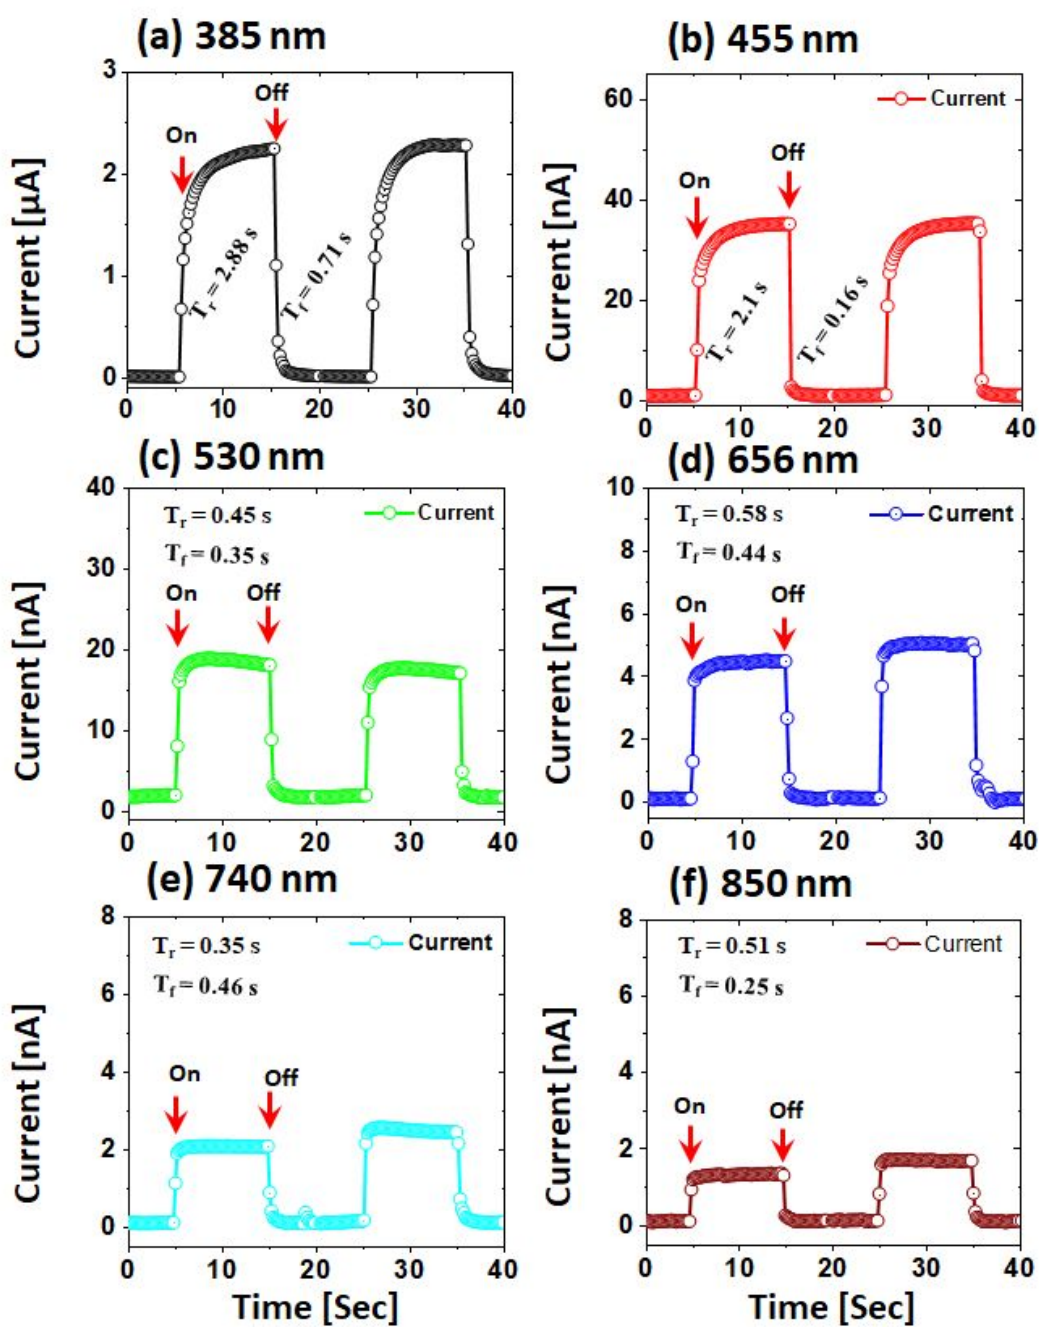 (a) 385 nm
3
2
1
0
Current [µA]
On
Off
Tr = 2.88 s
Tf = 0.71 s
0 10 20 30 40
(b) 455 nm
60
40
20
0
Current [nA]
Current
On
Off
Tr = 2.1 s
Tf = 0.16 s
0 10 20 30 40
(c) 530 nm
40
30
20
10
0
Current [nA]
Tr = 0.45 s
Tf = 0.35 s
Current
On
Off
0 10 20 30 40
(d) 656 nm
10
8
6
4
2
0
Current [nA]
Tr = 0.58 s
Tf = 0.44 s
Current
On
Off
0 10 20 30 40
(e) 740 nm
8
6
4
2
0
Current [nA]
Tr = 0.35 s
Tf = 0.46 s
Current
On
Off
0 10 20 30 40
Time [Sec]
(f) 850 nm
8
6
4
2
0
Current [nA]
Tr = 0.51 s
Tf = 0.25 s
Current
On
Off
0 10 20 30 40
Time [Sec]